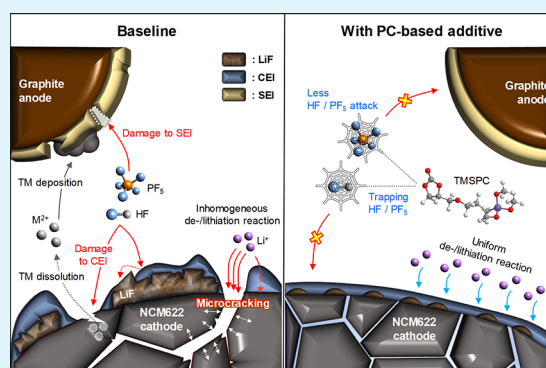 Baseline
: LiF
: CEI
: SEI
Graphite
anode
Damage to SEI
TM deposition
PF5
HF
M2+
Damage
to CEI
Inhomogeneous
de-/lithiation reaction
Li+
TM dissolution
LiF
Microcracking
NCM622
cathode
With PC-based additive
Graphite
anode
Less
HF / PF5 attack
TMSPC
Trapping
HF / PF5
Uniform
de-/lithiation reaction
NCM622
cathode